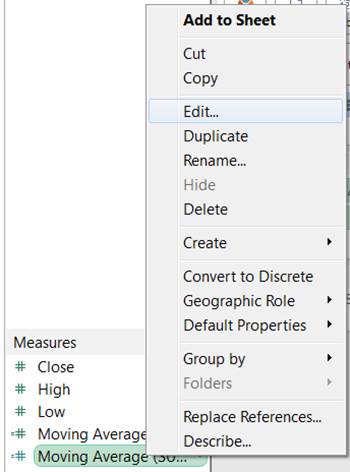 Add to Sheet
Cut
Copy
Edit...
Duplicate
Rename...
Hide
Delete
Create
Convert to Discrete
Geographic Role
Default Properties
Group by
Folders
Replace References...
Describe...
Measures
Close
High
Low
Moving Average
Moving Average (30...